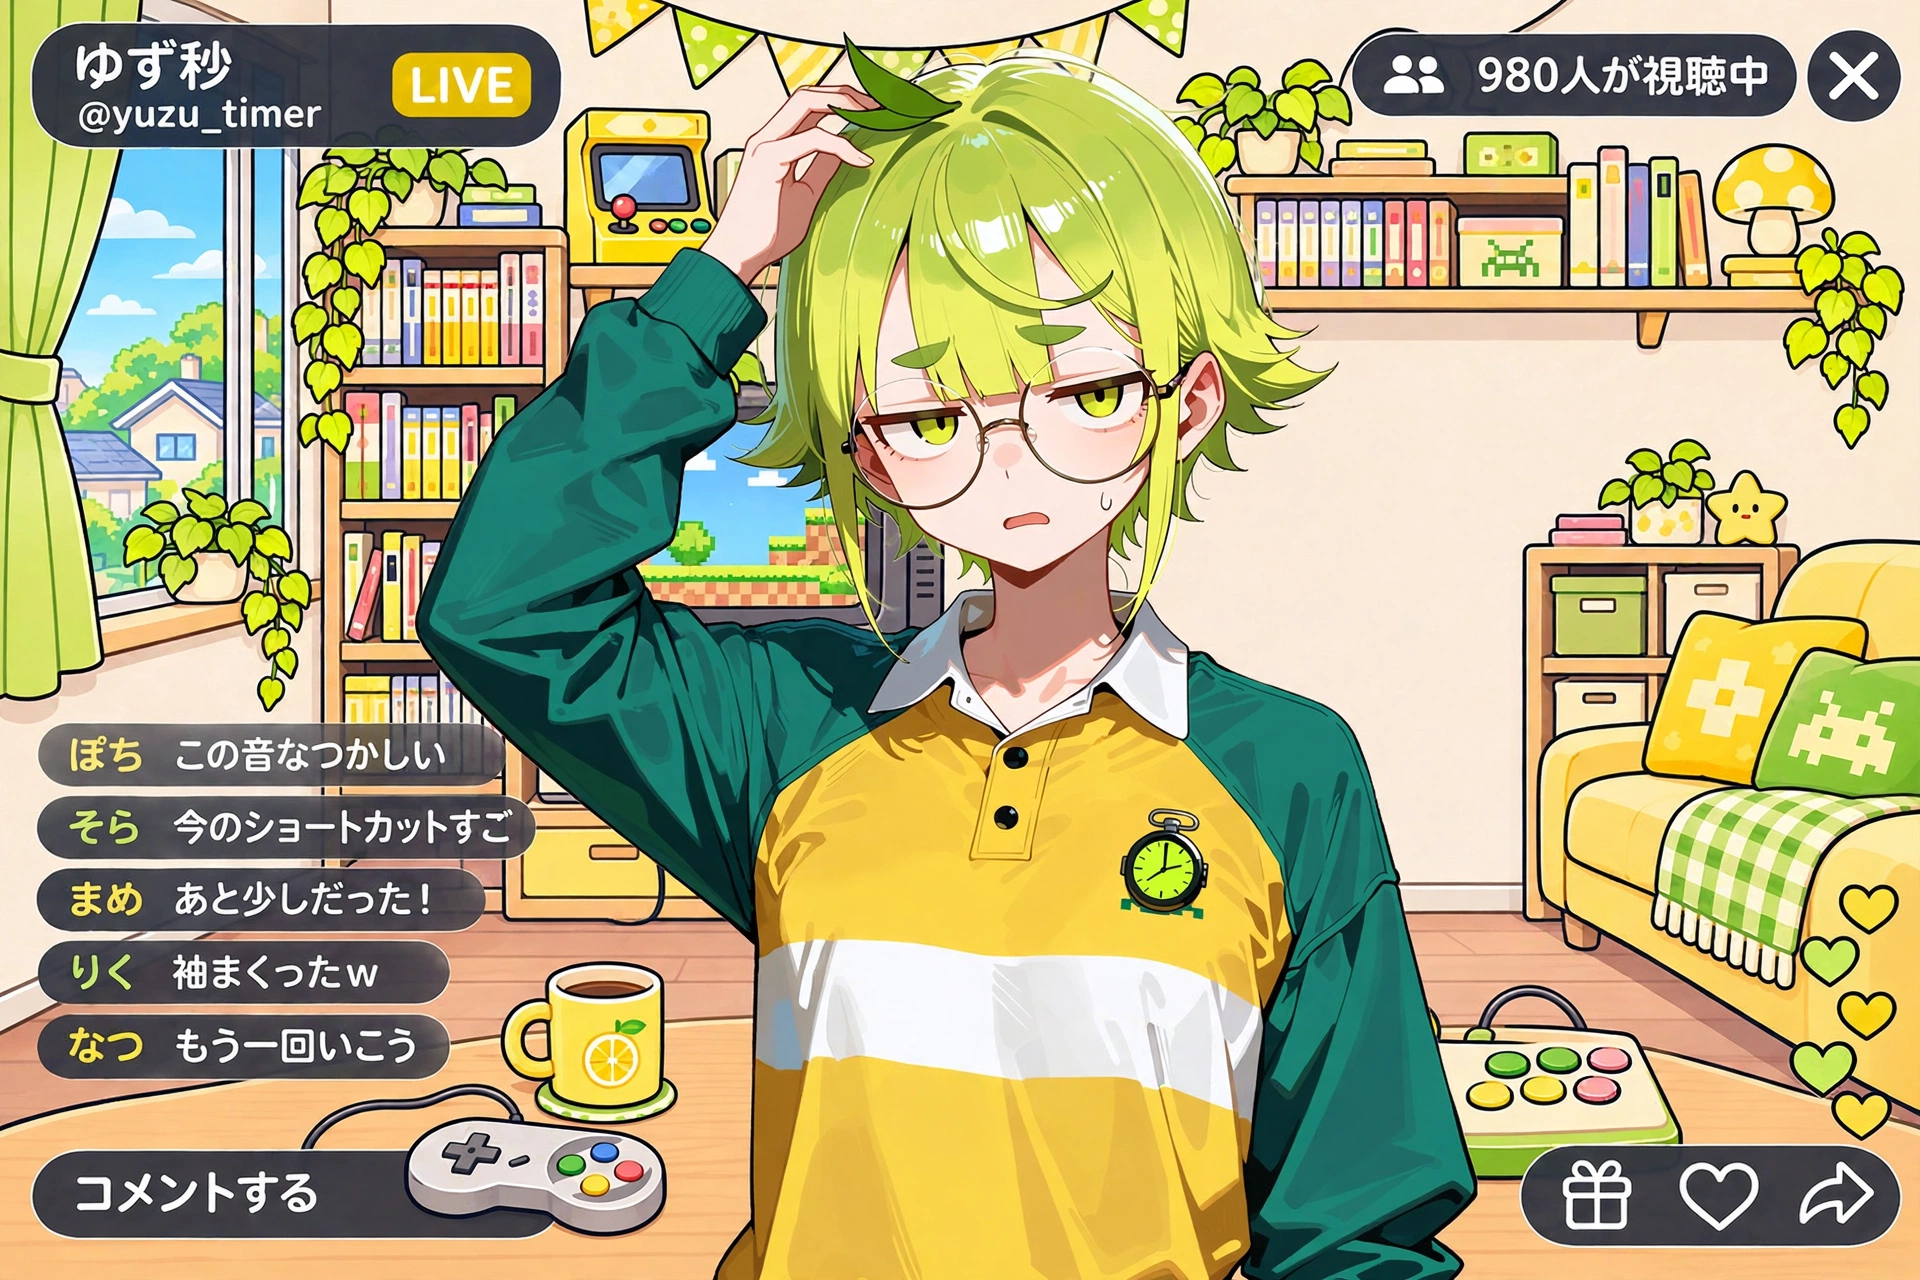 ゆず秒
@yuzu_timer
LIVE
980人が視聴中
ぽち この音なつかしい
そら 今のショートカットすご
まめ あと少しだった！
りく 袖まくったw
なつ もう一回いこう
コメントする